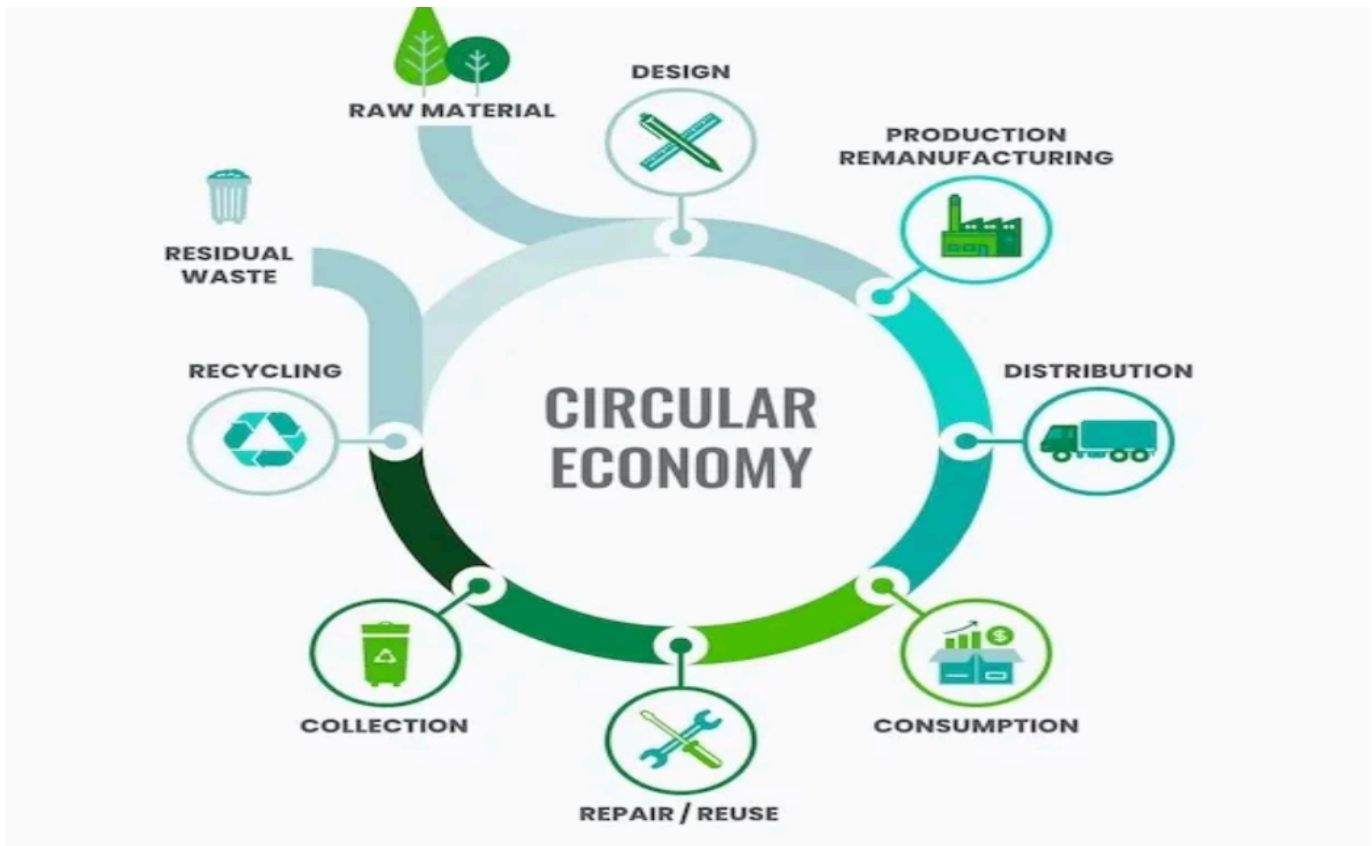 RAW MATERIAL
DESIGN
PRODUCTION
REMANUFACTURING
RESIDUAL
WASTE
RECYCLING
DISTRIBUTION
CIRCULAR
ECONOMY
COLLECTION
CONSUMPTION
REPAIR / REUSE
$